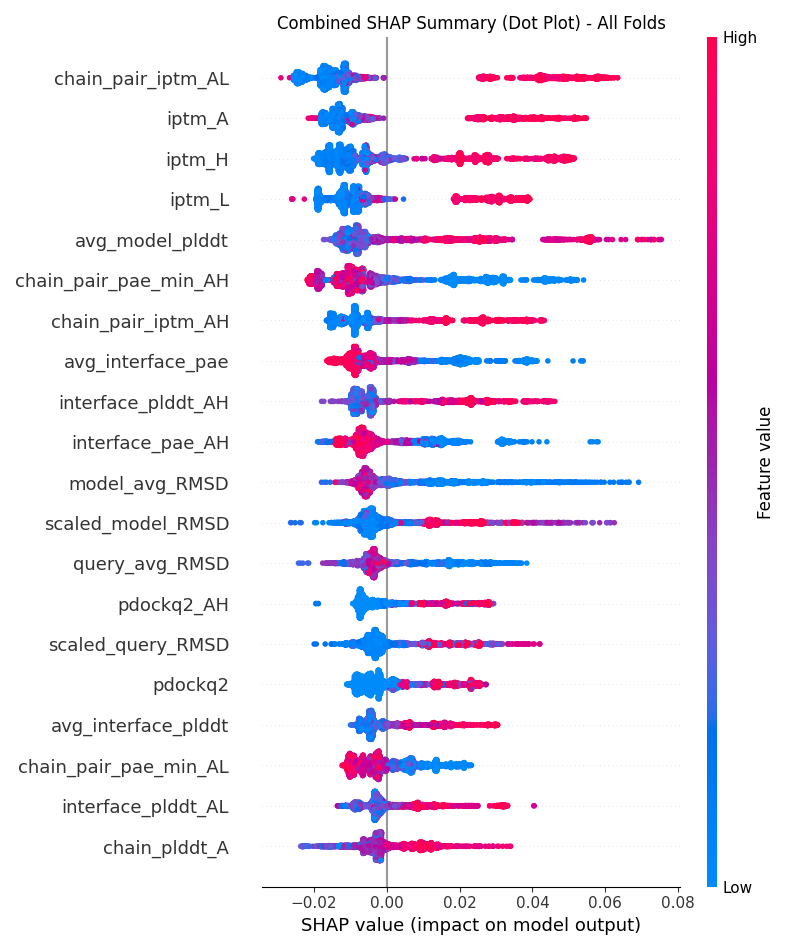 Combined SHAP Summary (Dot Plot) - All Folds
High
chain_pair_iptm_AL
iptm_A
iptm_H
iptm_L
avg_model_plddt
chain_pair_pae_min_AH
chain_pair_iptm_AH
avg_interface_pae
interface_plddt_AH
interface_pae_AH
model_avg_RMSD
scaled_model_RMSD
query_avg_RMSD
pdockq2_AH
scaled_query_RMSD
pdockq2
avg_interface_plddt
chain_pair_pae_min_AL
interface_plddt_AL
chain_plddt_A
Feature value
Low
−0.02 0.00 0.02 0.04 0.06 0.08
SHAP value (impact on model output)